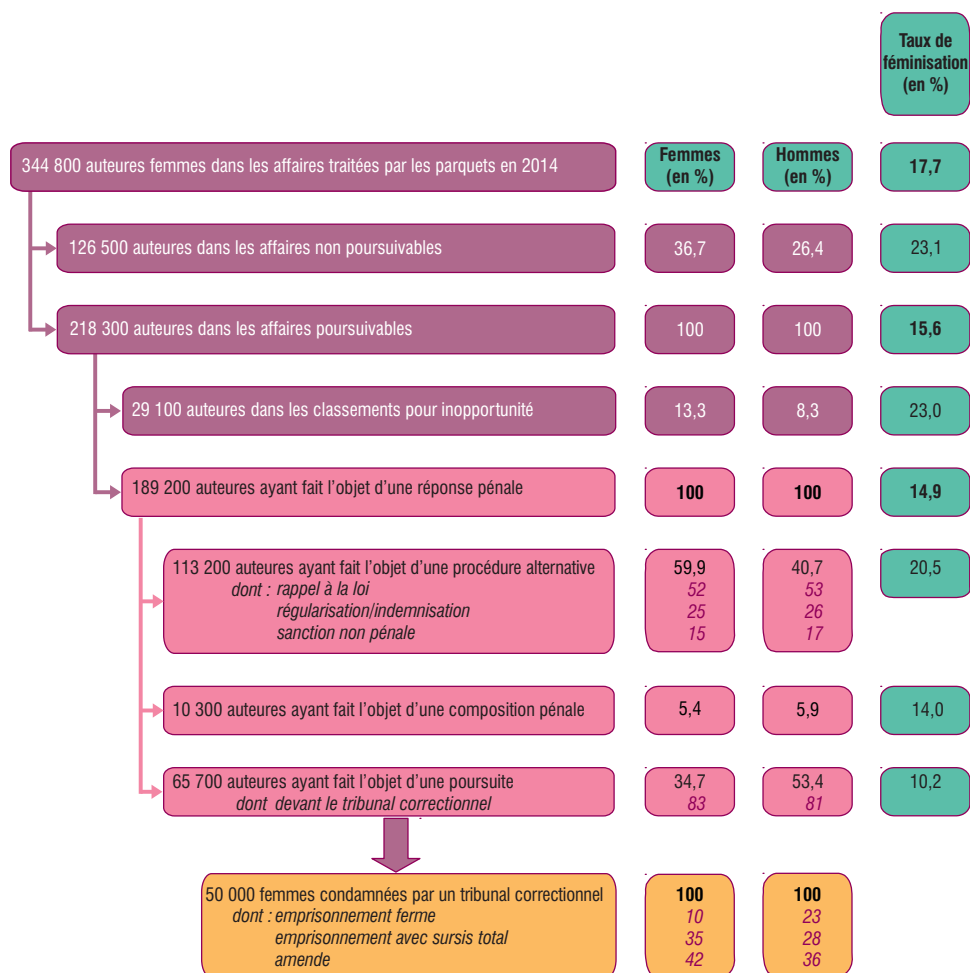 Taux de
féminisation
(en %)
344 800 auteures femmes dans les affaires traitées par les parquets en 2014
Femmes
(en %)
Hommes
(en %)
17,7
126 500 auteures dans les affaires non poursuivables 36,7 26,4 23,1
218 300 auteures dans les affaires poursuivables 100 100 15,6
29 100 auteures dans les classements pour inopportunité 13,3 8,3 23,0
189 200 auteures ayant fait l'objet d'une réponse pénale 100 100 14,9
113 200 auteures ayant fait l'objet d'une procédure alternative 59,9 40,7 20,5
dont : rappel à la loi 52 53
régularisation/indemnisation 25 26
sanction non pénale 15 17
10 300 auteures ayant fait l'objet d'une composition pénale 5,4 5,9 14,0
65 700 auteures ayant fait l'objet d'une poursuite 34,7 53,4 10,2
dont devant le tribunal correctionnel 83 81
50 000 femmes condamnées par un tribunal correctionnel 100 100
dont : emprisonnement ferme 10 23
emprisonnement avec sursis total 35 28
amende 42 36